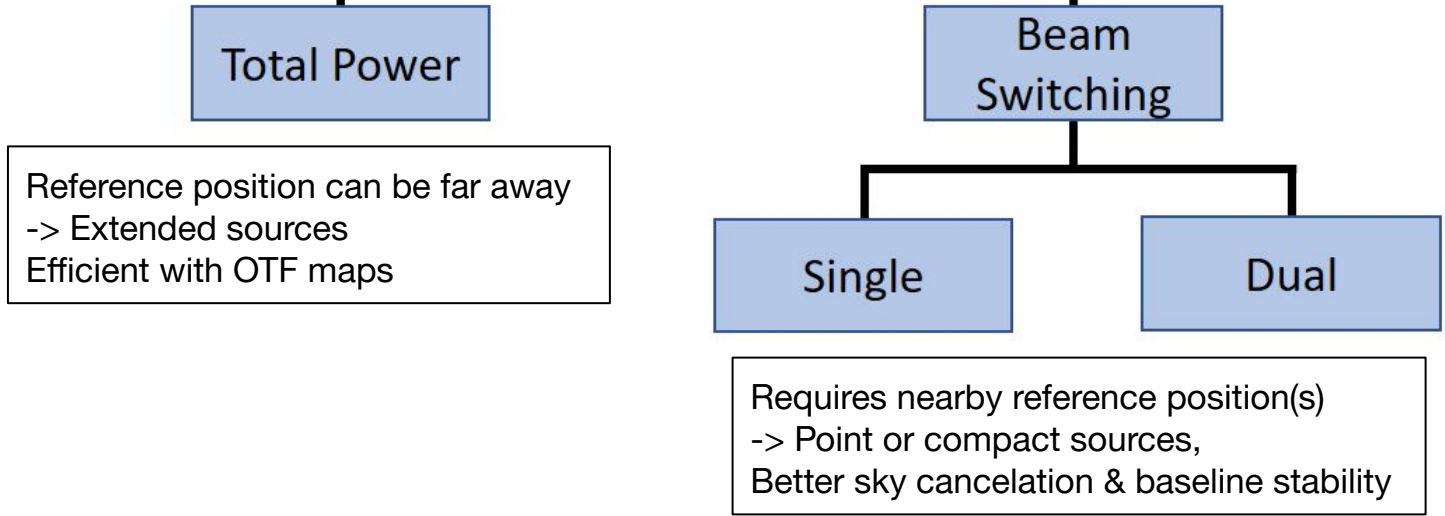 Total Power
Beam
Switching
Reference position can be far away
-> Extended sources
Efficient with OTF maps
Single
Dual
Requires nearby reference position(s)
-> Point or compact sources,
Better sky cancelation & baseline stability